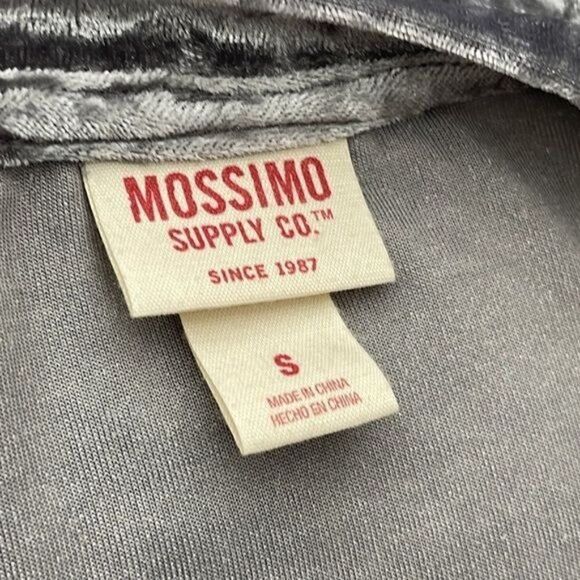 MOSSIMO
SUPPLY CO.™
SINCE 1987
S
MADE IN CHINA
HECHO EN CHINA